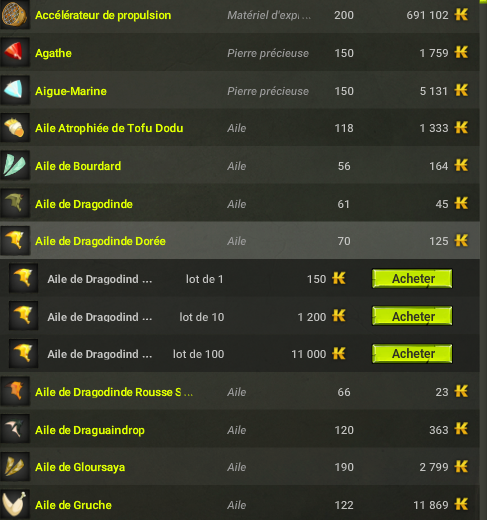 Accélérateur de propulsion Matériel d'expl ... 200 691 102
Agathe Pierre précieuse 150 1 759
Aigue-Marine Pierre précieuse 150 5 131
Aile Atrophiée de Tofu Dodu Aile 118 1 333
Aile de Bourdard Aile 56 164
Aile de Dragodinde Aile 61 45
Aile de Dragodinde Dorée Aile 70 125
Aile de Dragodind ... lot de 1 150 Acheter
Aile de Dragodind ... lot de 10 1 200 Acheter
Aile de Dragodind ... lot de 100 11 000 Acheter
Aile de Dragodinde Rousse S ... Aile 66 23
Aile de Draguaindrop Aile 120 363
Aile de Gloursaya Aile 190 2 799
Aile de Gruche Aile 122 11 869